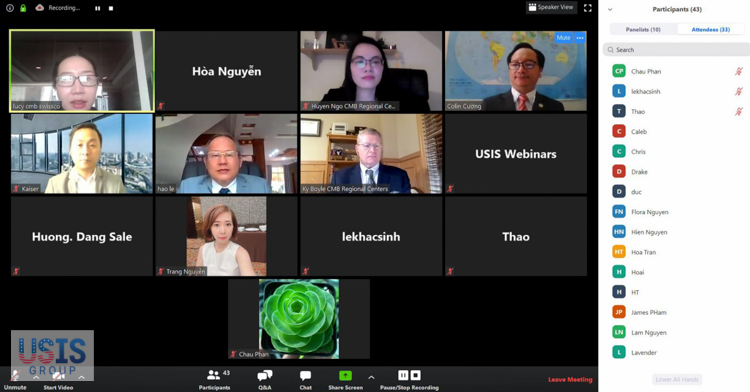 Recording...
Speaker View
Participants (43)
Panelists (10)
Attendees (33)
Search
Mute
lucy cmb swissco
Hòa Nguyễn
Huyen Ngo CMB Regional Ce...
Colin Cường
Kaiser
hao le
Ky Boyle CMB Regional Centers
USIS Webinars
Huong. Dang Sale
Trang Nguyễn
lekhacsinh
Thao
Chau Phan
CP Chau Phan
L lekhacsinh
T Thao
C Caleb
C Chris
D Drake
D duc
FN Flora Nguyen
HN Hien Nguyen
HT Hoa Tran
H Hoai
H HT
JP James PHam
LN Lam Nguyen
L Lavender
Lower All Hands
USIS
GROUP
Unmute
Start Video
43
Participants
Q&A
Chat
Share Screen
Pause/Stop Recording
Leave Meeting